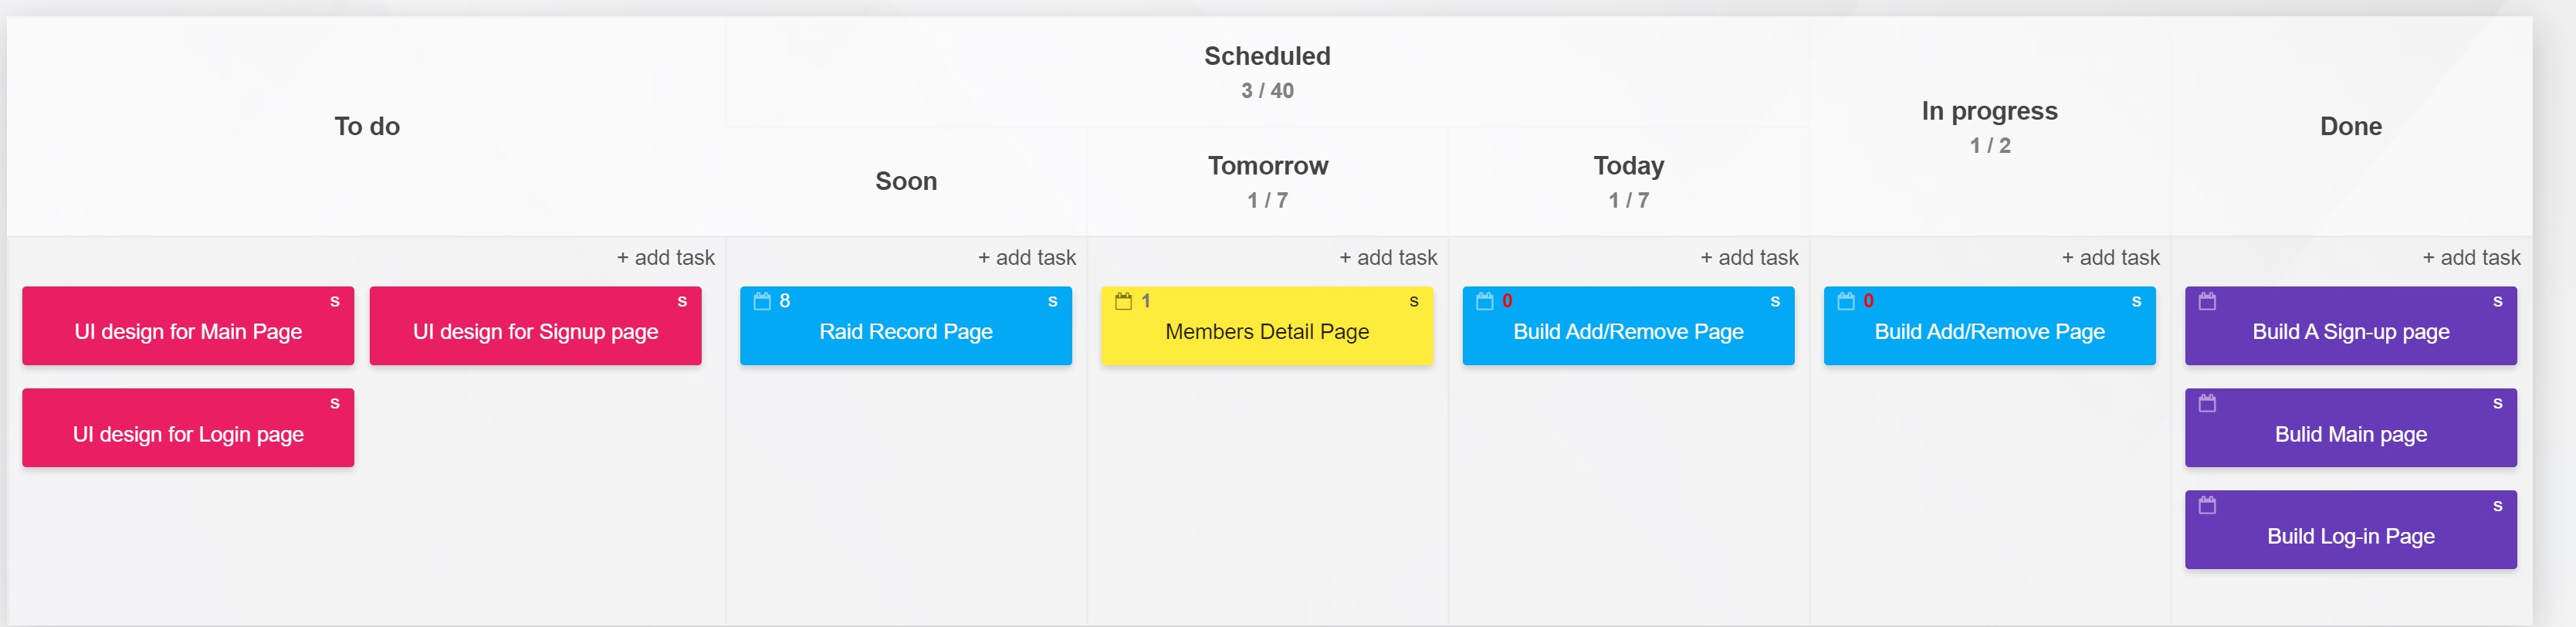 To do
Scheduled
3 / 40
Soon
Tomorrow
1 / 7
Today
1 / 7
In progress
1 / 2
Done
+ add task
+ add task
+ add task
+ add task
+ add task
+ add task
S
UI design for Main Page
S
UI design for Signup page
S
UI design for Login page
8 S
Raid Record Page
1 S
Members Detail Page
0 S
Build Add/Remove Page
0 S
Build Add/Remove Page
S
Build A Sign-up page
S
Bulid Main page
S
Build Log-in Page